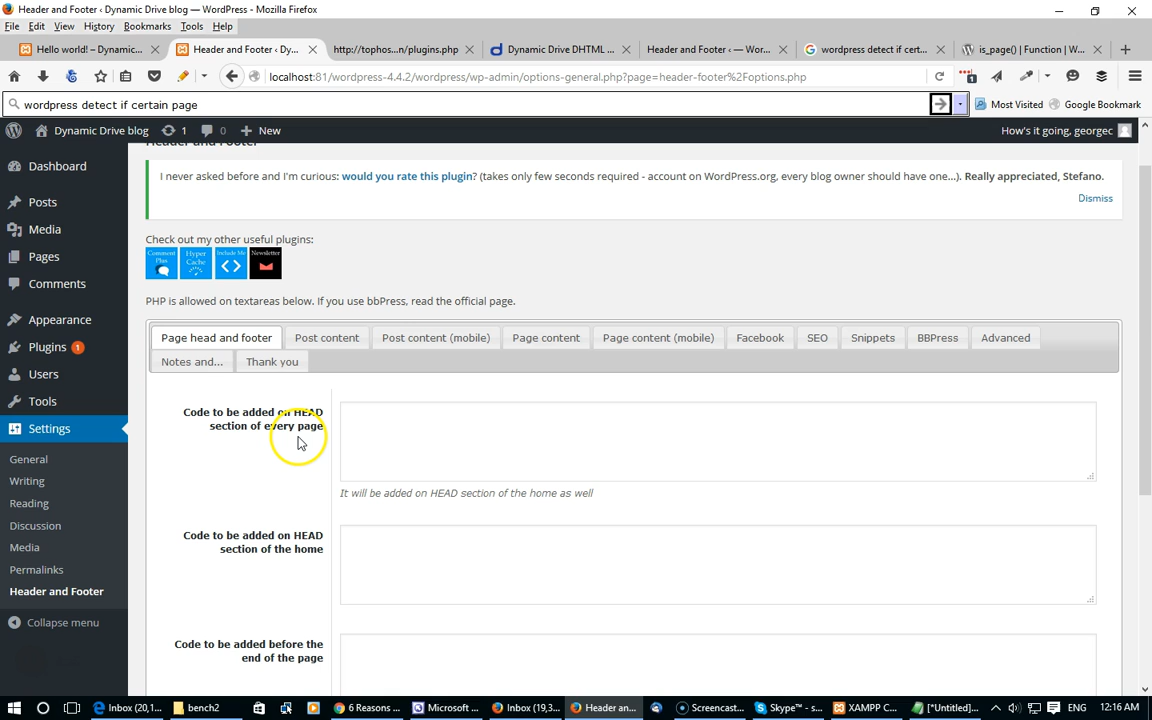 Header and Footer ‹ Dynamic Drive blog — WordPress - Mozilla Firefox
File Edit View History Bookmarks Tools Help
Hello world! – Dynamic... Header and Footer ‹ Dy... http://tophos...n/plugins.php Dynamic Drive DHTML ... Header and Footer ‹ — Wor... wordpress detect if cert... is_page() | Function | W...
localhost:81/wordpress-4.4.2/wordpress/wp-admin/options-general.php?page=header-footer%2Foptions.php
1
wordpress detect if certain page
Most Visited Google Bookmark
Dynamic Drive blog 1 0 + New How's it going, georgec
Header and Footer
Dashboard
Posts
Media
Pages
Comments
Appearance
Plugins 1
Users
Tools
Settings
General
Writing
Reading
Discussion
Media
Permalinks
Header and Footer
Collapse menu
I never asked before and I'm curious: would you rate this plugin? (takes only few seconds required - account on WordPress.org, every blog owner should have one...). Really appreciated, Stefano.
Dismiss
Check out my other useful plugins:
Comment Plus Hyper Cache Include Me Newsletter
PHP is allowed on textareas below. If you use bbPress, read the official page.
Page head and footer Post content Post content (mobile) Page content Page content (mobile) Facebook SEO Snippets BBPress Advanced
Notes and... Thank you
Code to be added on HEAD
section of every page
It will be added on HEAD section of the home as well
Code to be added on HEAD
section of the home
Code to be added before the
end of the page
Inbox (20,1... bench2 6 Reasons ... Microsoft ... Inbox (19,3... Header an... Screencast... Skype™ - s... XAMPP C... [*Untitled]... ENG 12:16 AM